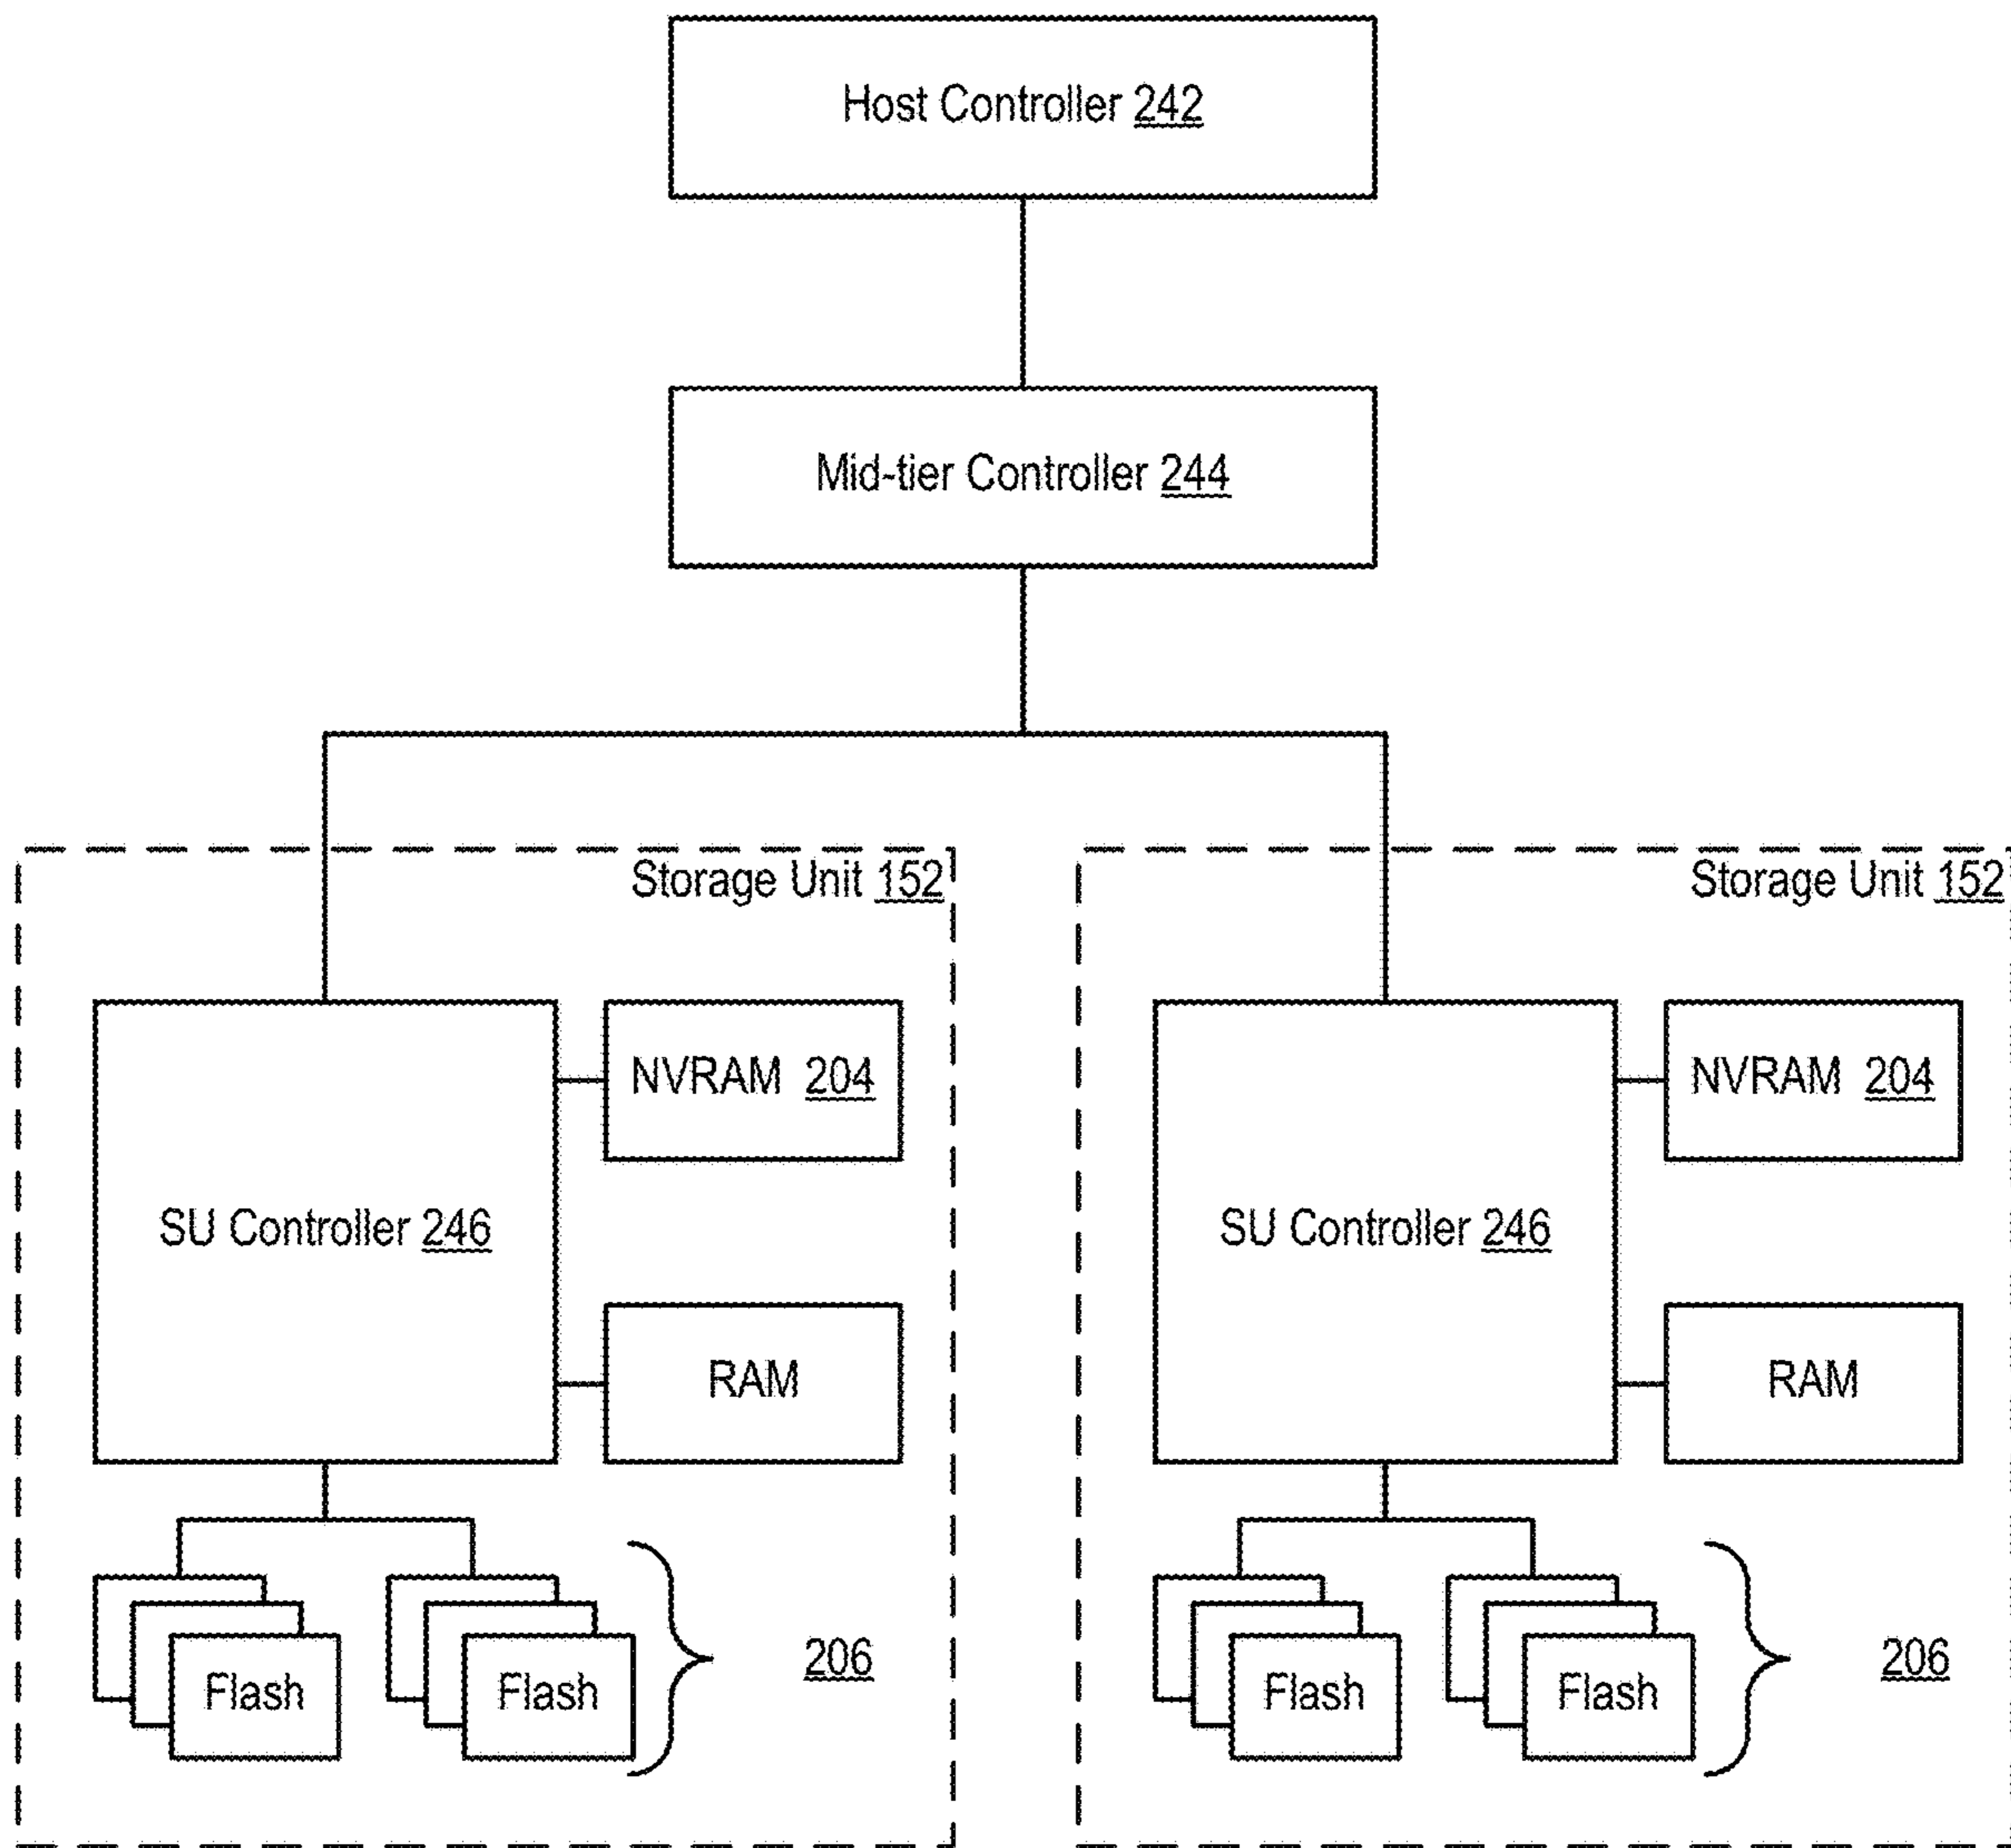 Host Controller 242
Mid-tier Controller 244
Storage Unit 152
NVRAM 204
SU Controller 246
RAM
Flash
Flash
206
Storage Unit 152
NVRAM 204
SU Controller 246
RAM
Flash
Flash
206